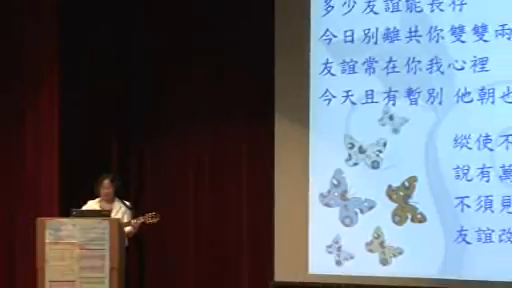 多少友誼能長存
今日別離共你雙雙兩
友誼常在你我心裡
今天且有暫別 他朝也
縱使不
說有萬
不須見
友誼改